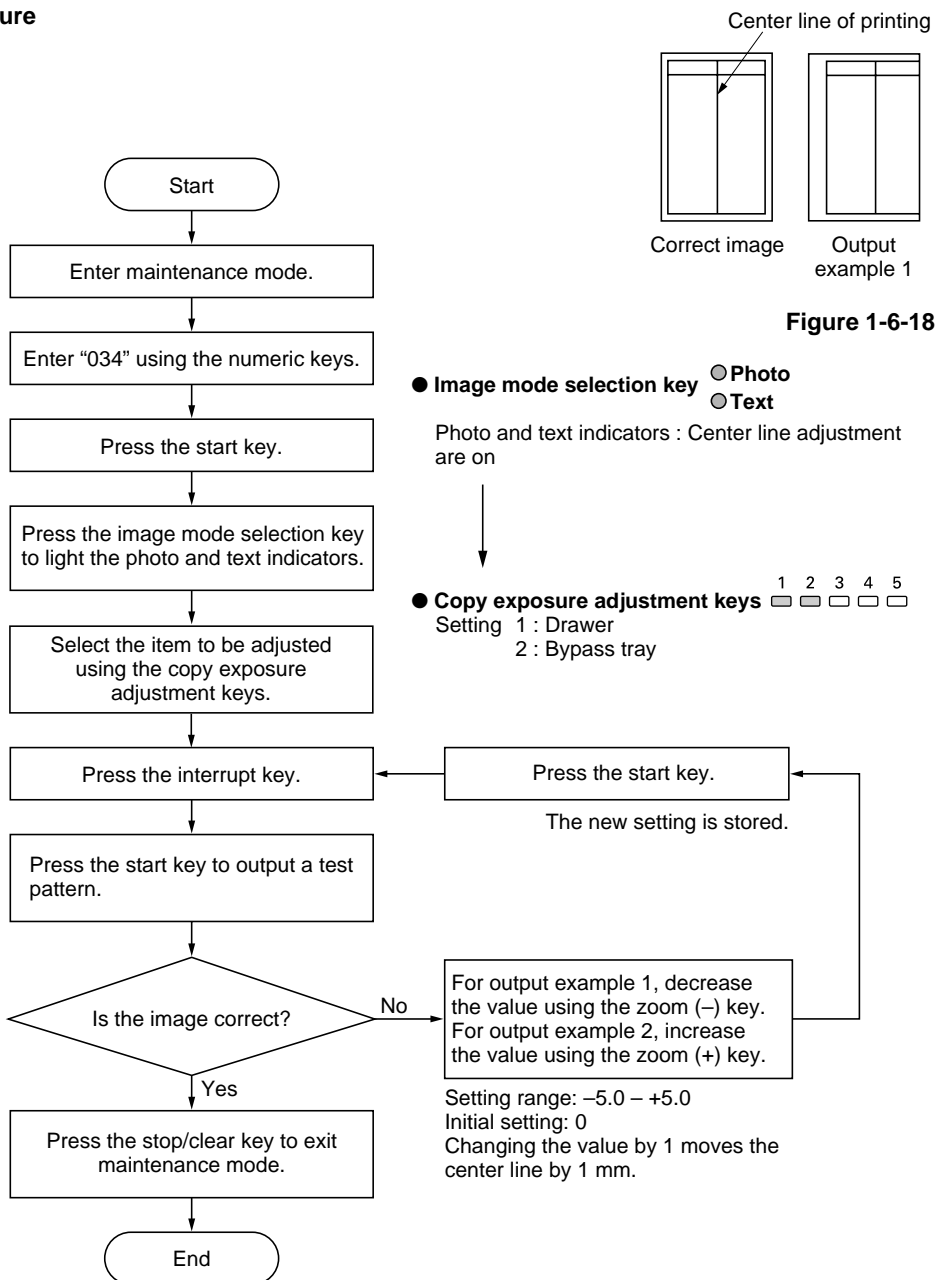 ure
Center line of printing
Correct image
Output
example 1
Figure 1-6-18
Start
Enter maintenance mode.
Enter “034” using the numeric keys.
Press the start key.
Press the image mode selection key
to light the photo and text indicators.
Select the item to be adjusted
using the copy exposure
adjustment keys.
Press the interrupt key.
Press the start key to output a test
pattern.
Is the image correct?
No
Yes
Press the stop/clear key to exit
maintenance mode.
End
● Image mode selection key
Photo
Text
Photo and text indicators : Center line adjustment
are on
● Copy exposure adjustment keys
1 2 3 4 5
Setting 1 : Drawer
2 : Bypass tray
Press the start key.
The new setting is stored.
For output example 1, decrease
the value using the zoom (–) key.
For output example 2, increase
the value using the zoom (+) key.
Setting range: –5.0 – +5.0
Initial setting: 0
Changing the value by 1 moves the
center line by 1 mm.